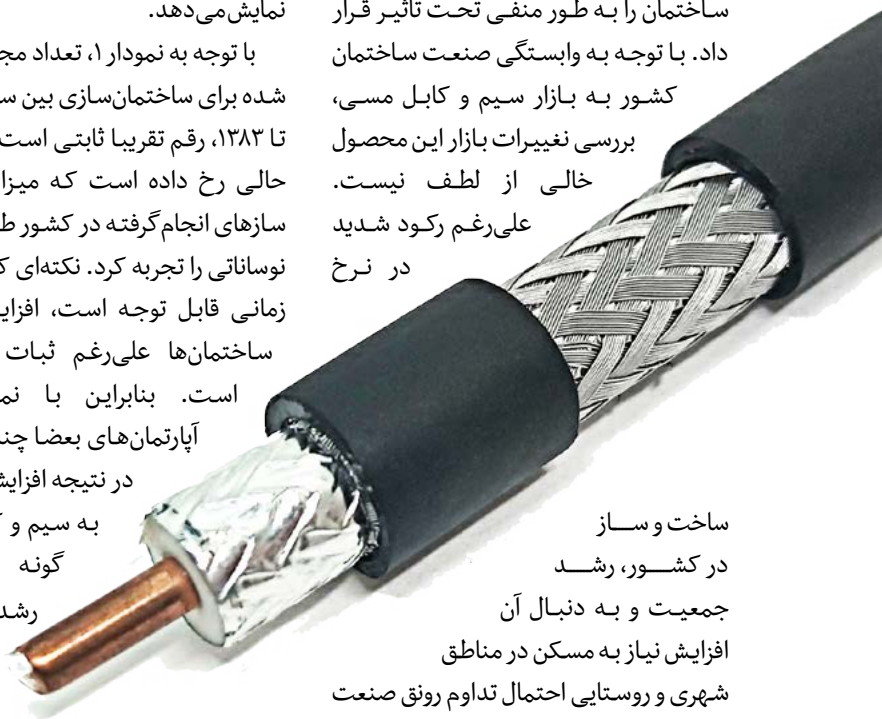 ساختمان را به طور منفی تحت تاثیر قرار
داد. با توجه به وابستگی صنعت ساختمان
کشور به بازار سیم و کابل مسی،
بررسی تغییرات بازار این محصول
خالی از لطف نیست.
علی‌رغم رکود شدید
در نرخ
ساخت و ساز
در کشور، رشد
جمعیت و به دنبال آن
افزایش نیاز به مسکن در مناطق
شهری و روستایی احتمال تداوم رونق صنعت
نمایش می‌دهد.
با توجه به نمودار ۱، تعداد
شده برای ساختمان‌سازی بین
تا ۱۳۸۳، رقم تقریبا ثابتی است
حالی رخ داده است که
سازهای انجام‌گرفته در کشور
نوساناتی را تجربه کرد. نکته‌ای
زمانی قابل توجه است،
ساختمان‌ها علی‌رغم ثبات
است. بنابراین با
آپارتمان‌های بعضا
در نتیجه افزایش
به سیم و
گونه
رشد